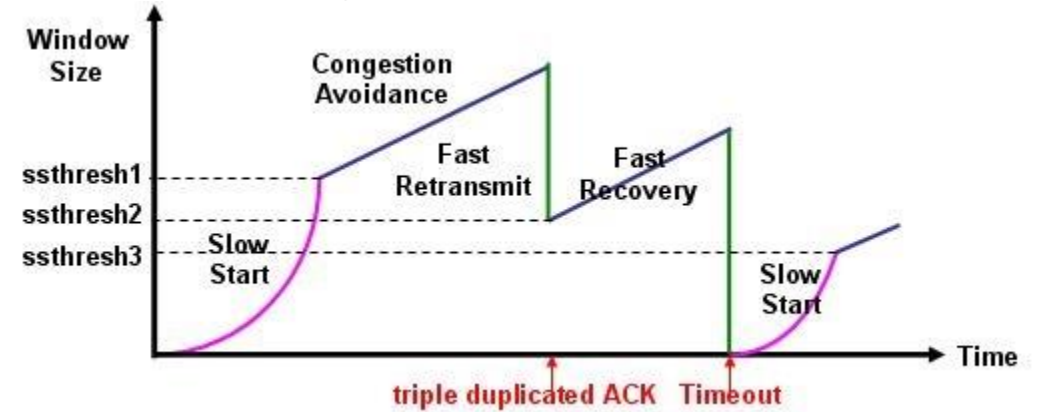 Window
Size
Congestion
Avoidance
Fast
Retransmit
Fast
Recovery
ssthresh1
ssthresh2
ssthresh3
Slow
Start
Slow
Start
Time
triple duplicated ACK
Timeout